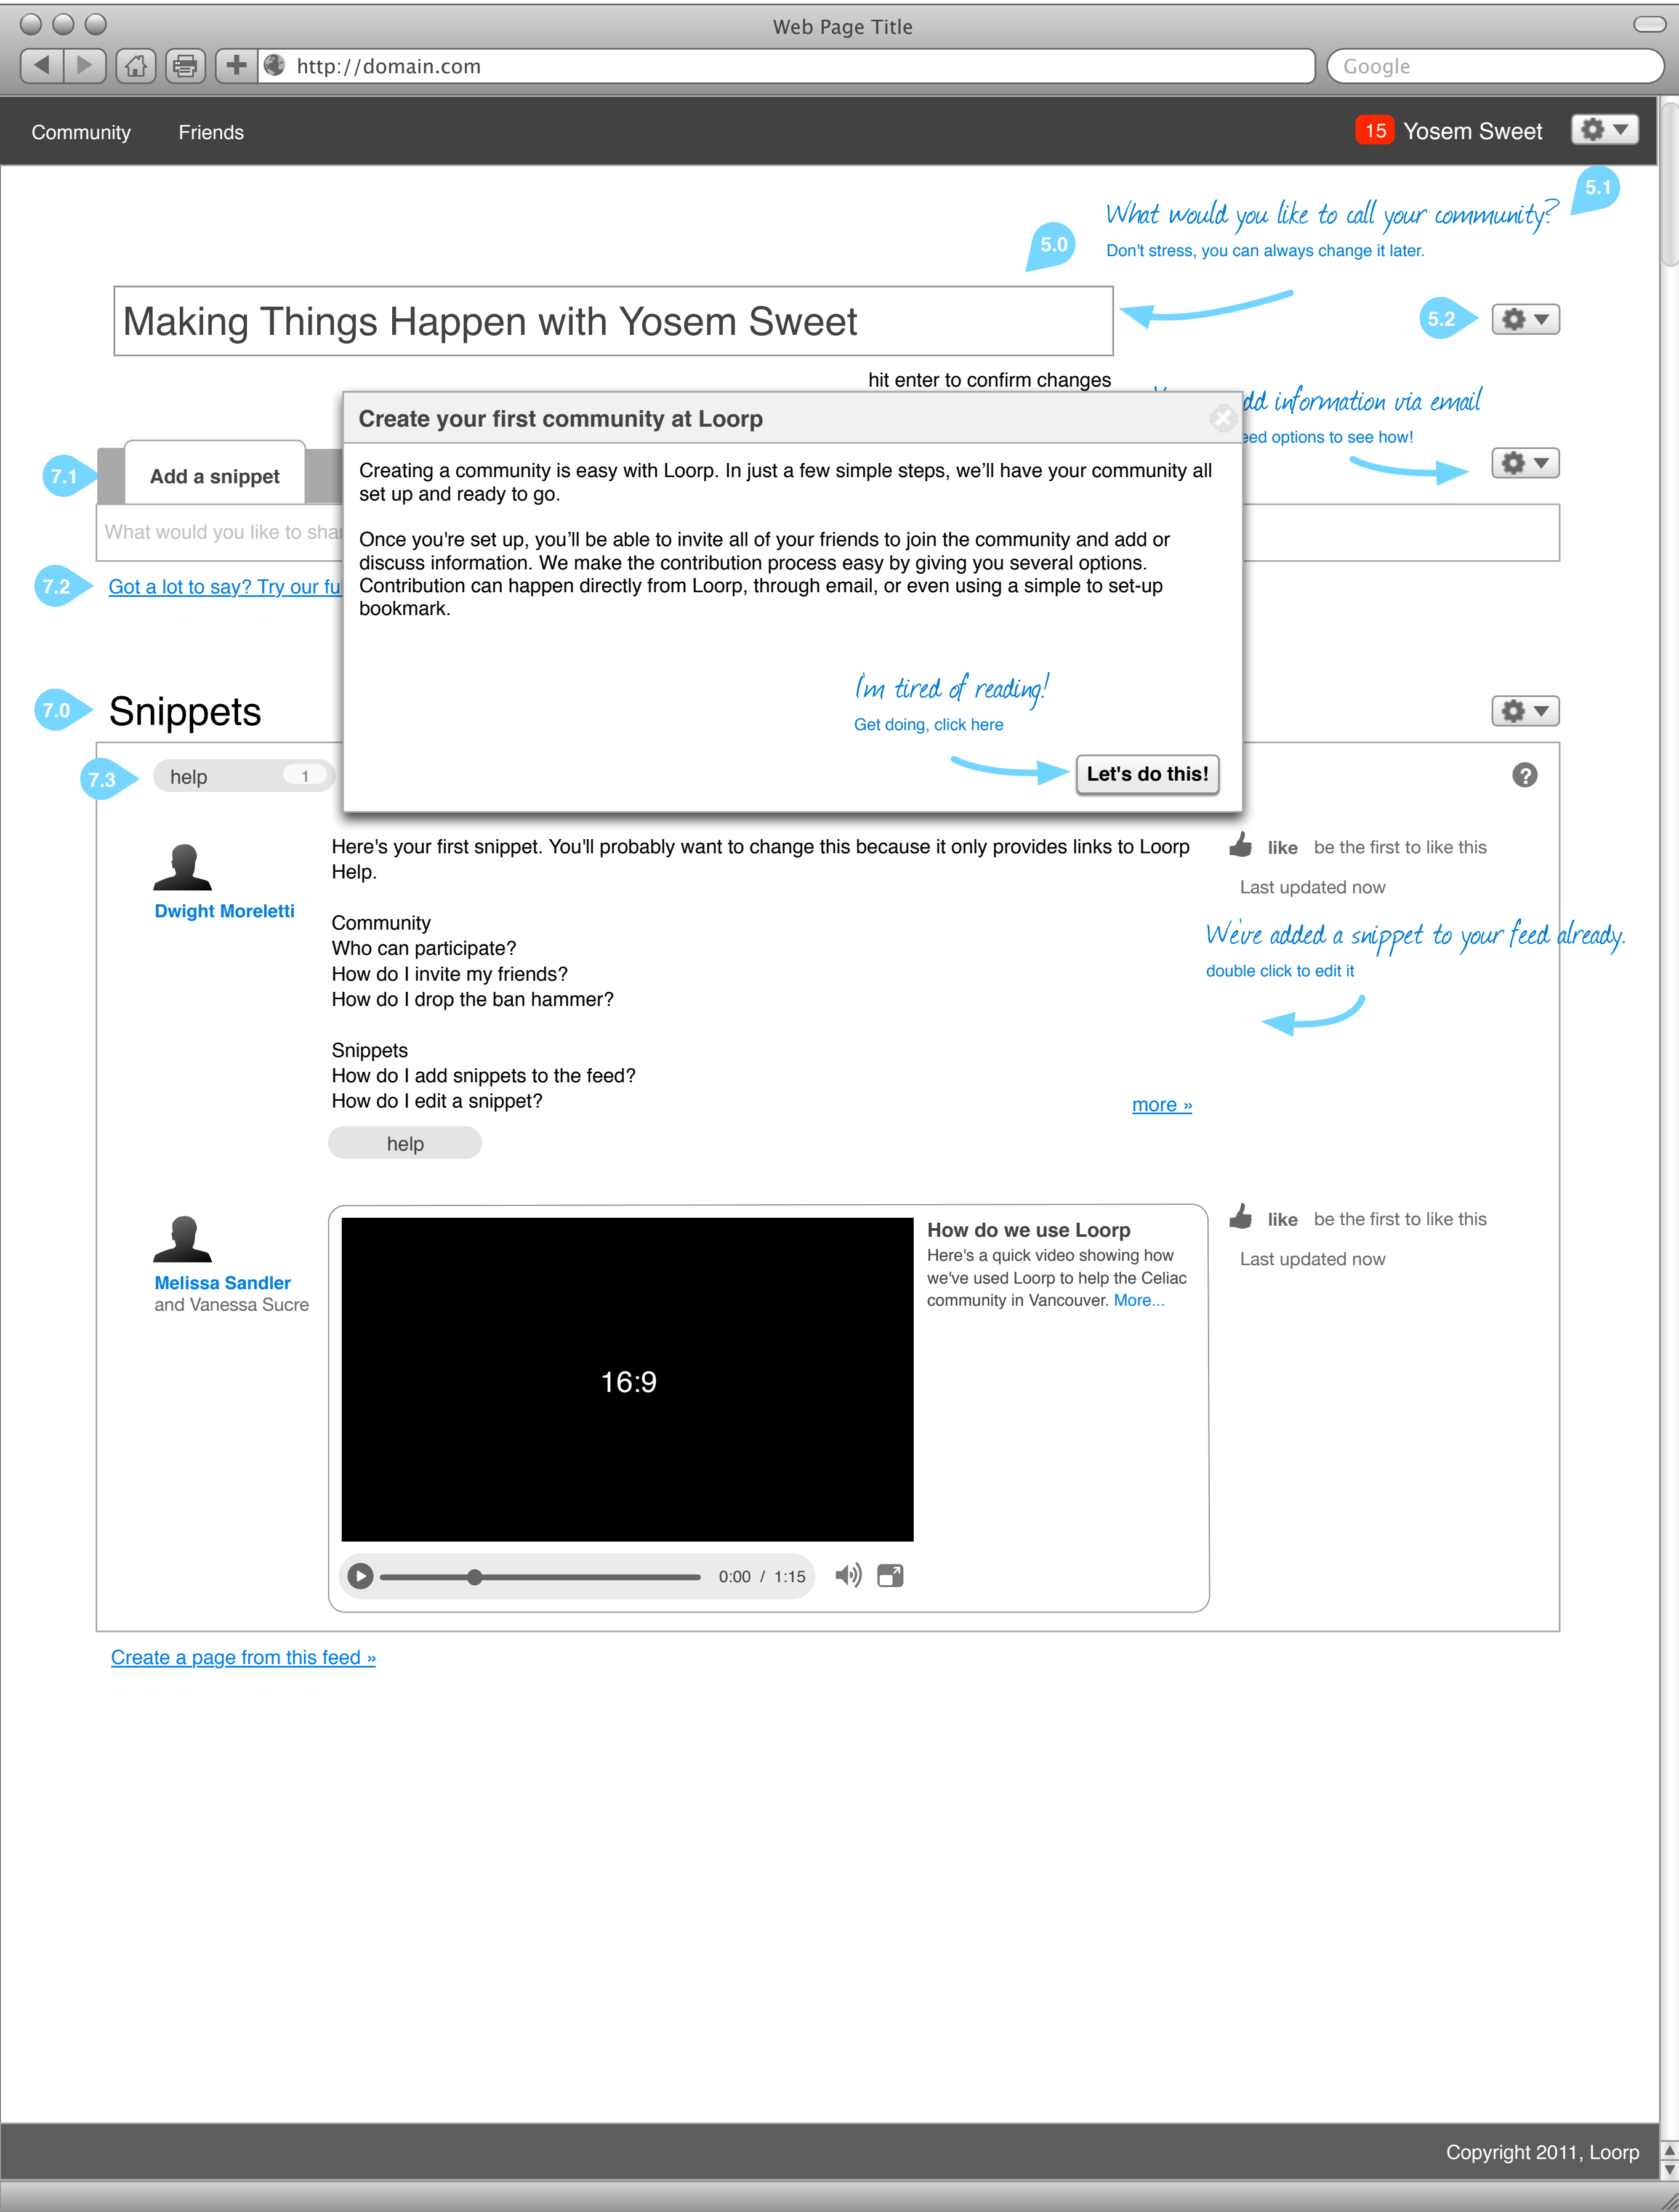 Web Page Title
http://domain.com
Google
Community Friends
15 Yosem Sweet
5.1
What would you like to call your community?
5.0
Don't stress, you can always change it later.
Making Things Happen with Yosem Sweet
5.2
hit enter to confirm changes
information via email
Create your first community at Loorp
options to see how!
7.1
Add a snippet
Creating a community is easy with Loorp. In just a few simple steps, we'll have your community all
set up and ready to go.
What would you like to
Once you're set up, you'll be able to invite all of your friends to join the community and add or
discuss information. We make the contribution process easy by giving you several options.
Contribution can happen directly from Loorp, through email, or even using a simple to set-up
bookmark.
7.2
Got a lot to say? Try our
I'm tired of reading!
Get doing, click here
Let's do this!
7.0
Snippets
7.3
help 1
?
Dwight Moreletti
Here's your first snippet. You'll probably want to change this because it only provides links to Loorp
Help.
Community
Who can participate?
How do I invite my friends?
How do I drop the ban hammer?
Snippets
How do I add snippets to the feed?
How do I edit a snippet?
more »
help
like be the first to like this
Last updated now
We've added a snippet to your feed already.
double click to edit it
Melissa Sandler
and Vanessa Sucre
16:9
0:00 / 1:15
How do we use Loorp
Here's a quick video showing how
we've used Loorp to help the Celiac
community in Vancouver. More...
like be the first to like this
Last updated now
Create a page from this feed »
Copyright 2011, Loorp